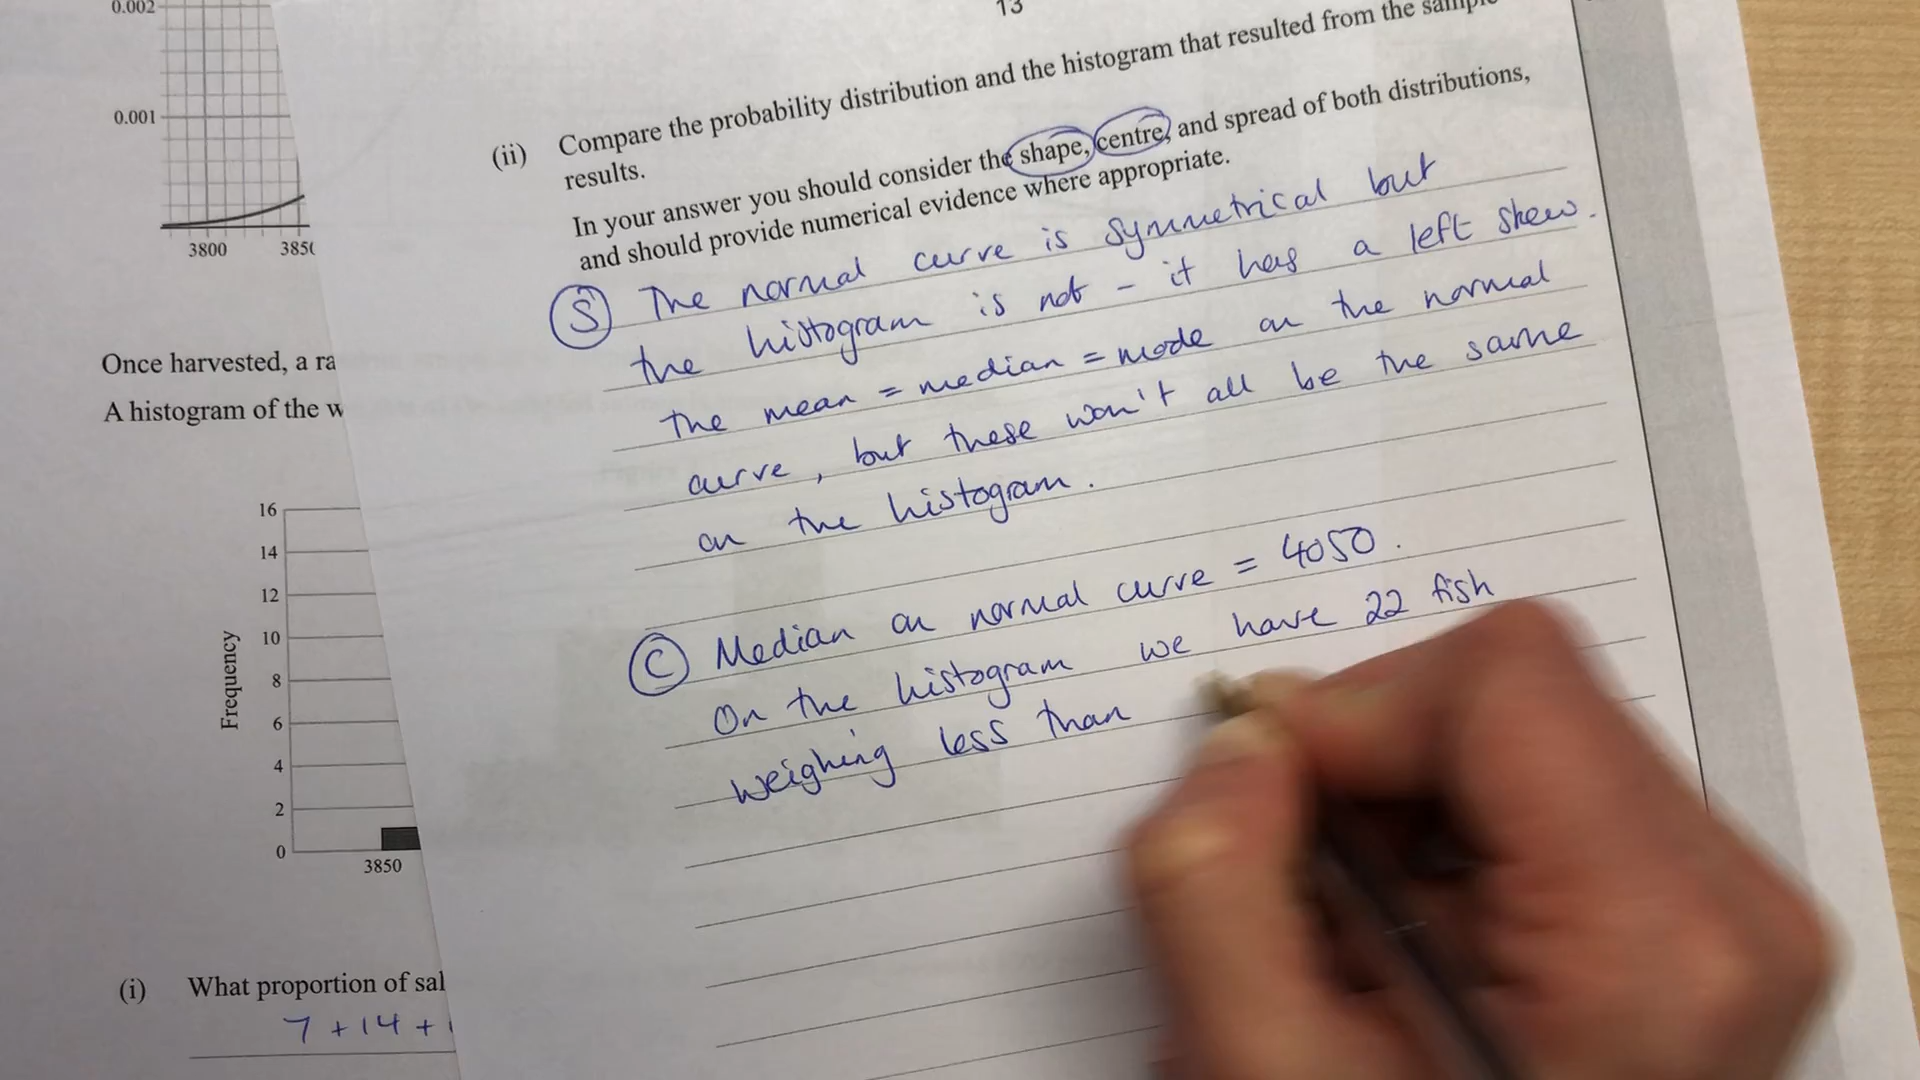 0.002
0.001
3800
385
Once harvested, a ra
A histogram of the w
16
14
12
10
8
6
4
2
0
Frequency
3850
(i) What proportion of sal
7 + 14 +
13
(ii) Compare the probability distribution and the histogram that resulted from the sample
results.
In your answer you should consider the shape, centre, and spread of both distributions,
and should provide numerical evidence where appropriate.
S The normal curve is symmetrical but
the histogram is not - it has a left skew.
The mean = median = mode on the normal
curve, but these won't all be the same
on the histogram.
C Median on normal curve = 4050.
On the histogram we have 22 fish
weighing less than